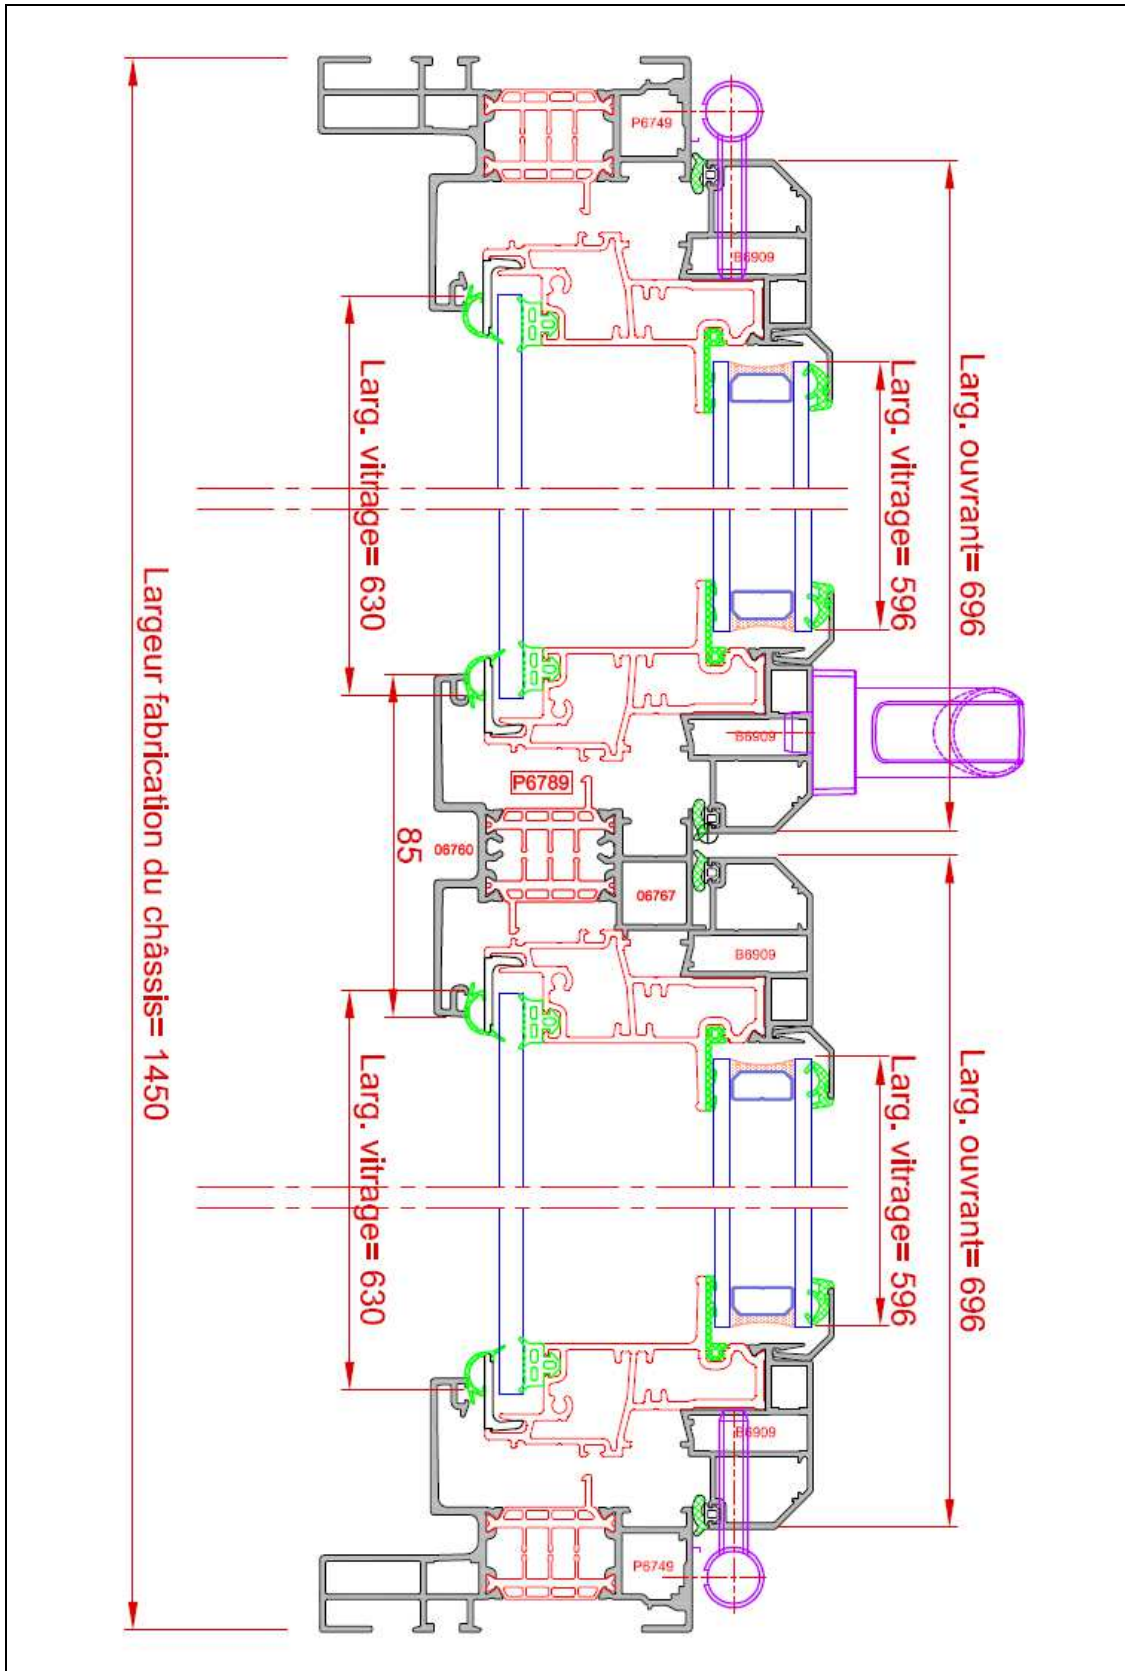 P6749
B6909
Larg. ouvrant= 696
Larg. vitrage= 596
Larg. vitrage= 630
B6909
P6789
06760
85
06767
B6909
Largeur fabrication du châssis= 1450
Larg. ouvrant= 696
Larg. vitrage= 596
Larg. vitrage= 630
B6909
P6749